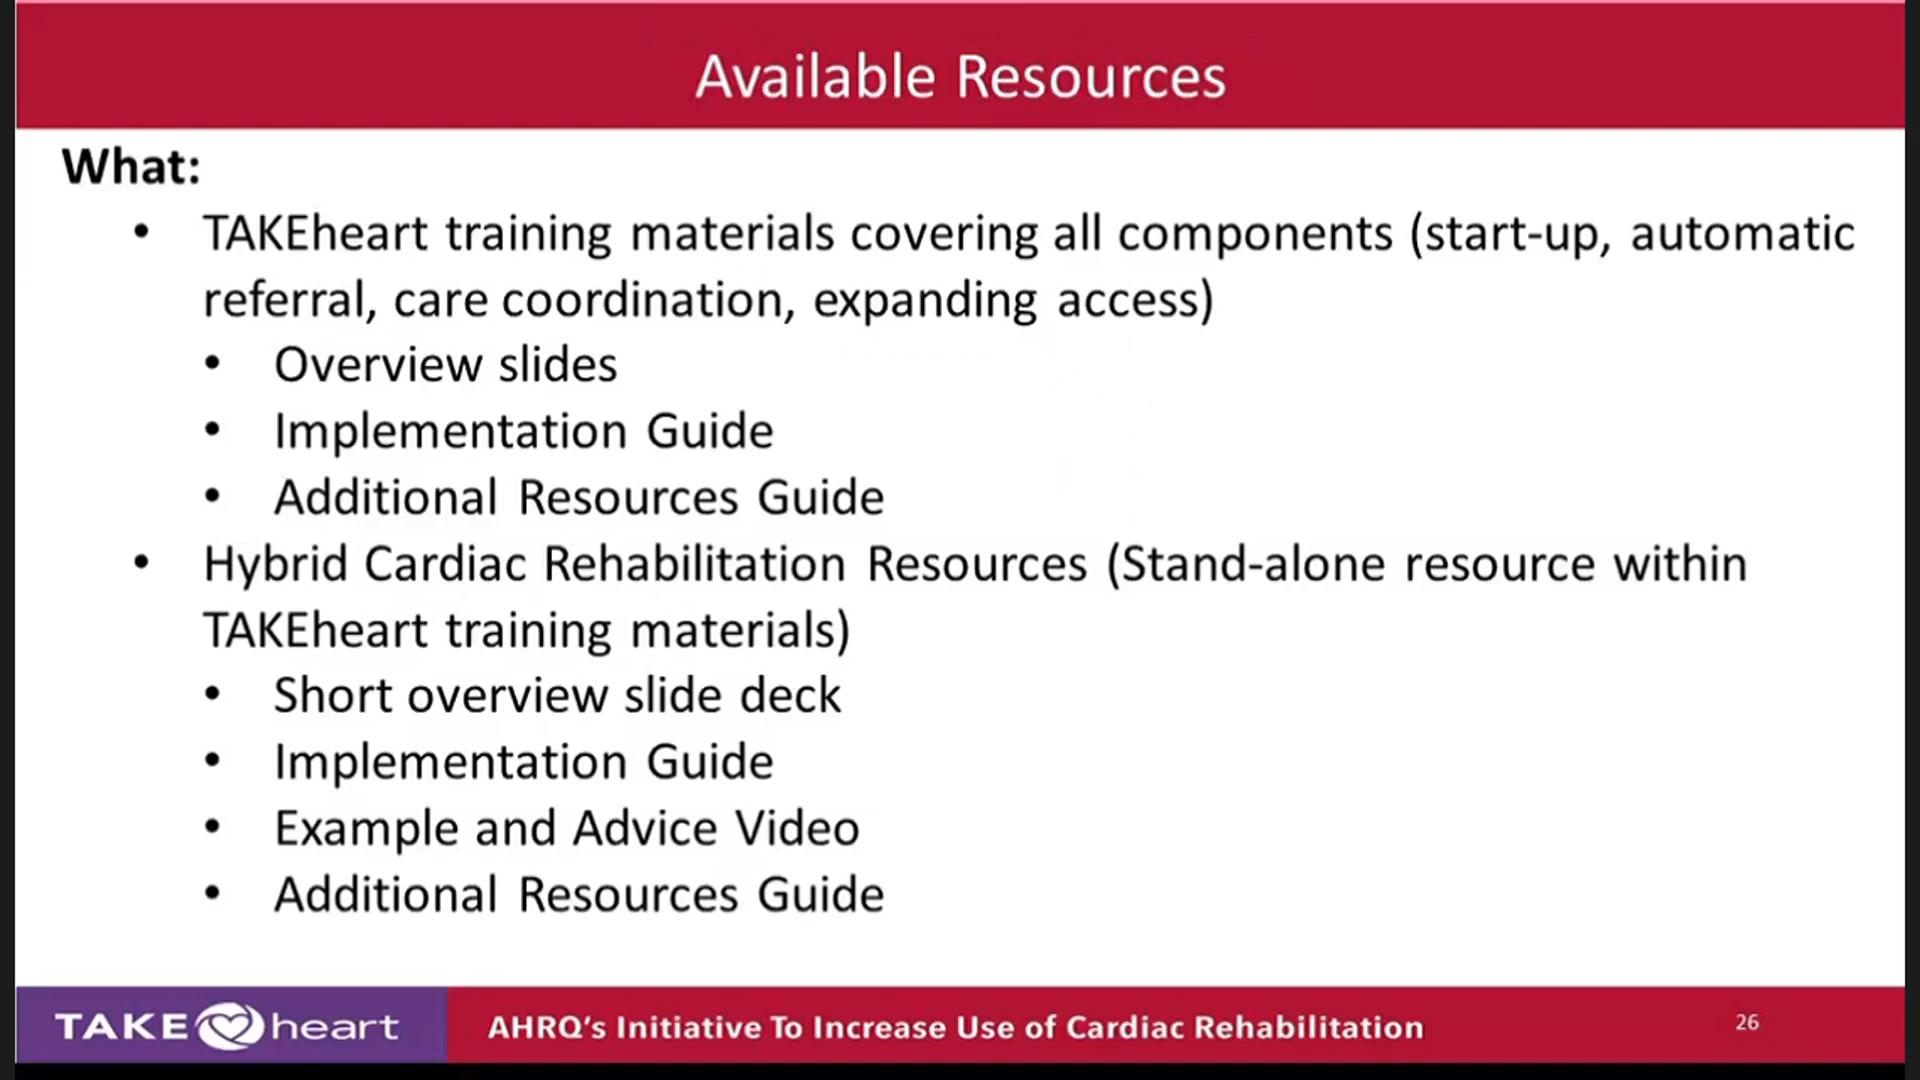 Available Resources
What:
• TAKEheart training materials covering all components (start-up, automatic
referral, care coordination, expanding access)
• Overview slides
• Implementation Guide
• Additional Resources Guide
• Hybrid Cardiac Rehabilitation Resources (Stand-alone resource within
TAKEheart training materials)
• Short overview slide deck
• Implementation Guide
• Example and Advice Video
• Additional Resources Guide
TAKE heart
AHRQ's Initiative To Increase Use of Cardiac Rehabilitation
26